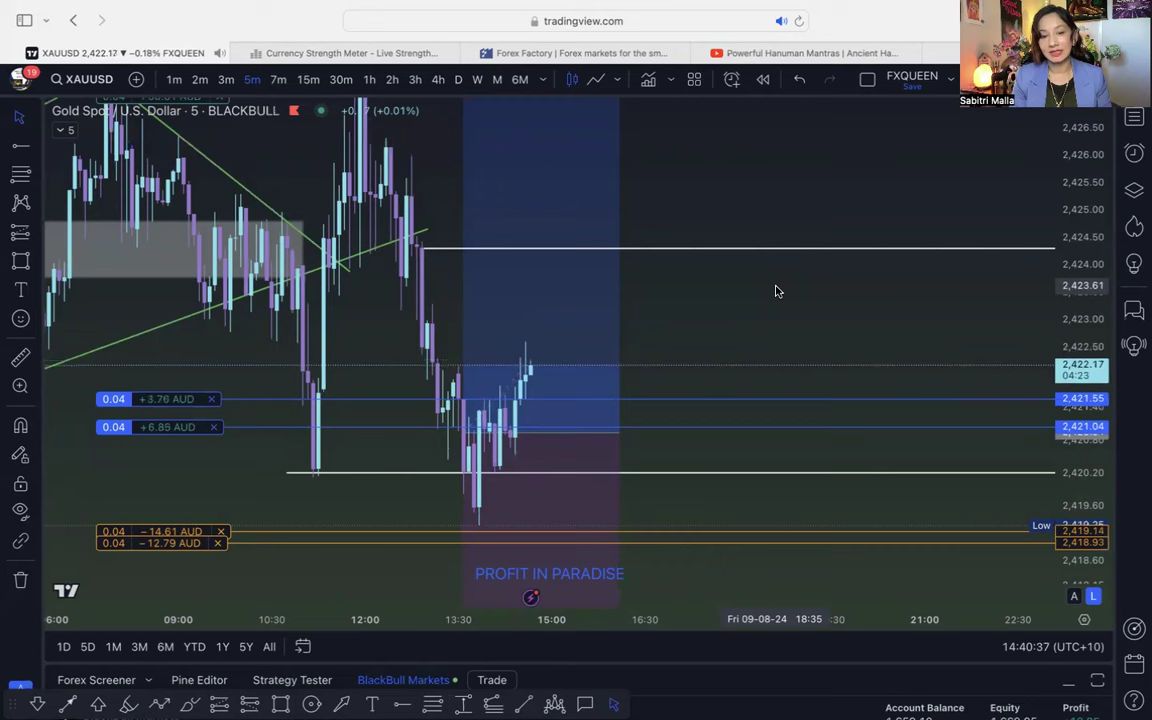 tradingview.com
XAUUSD 2,422.17 ▼ −0.18% FXQUEEN
Currency Strength Meter - Live Strength...
Forex Factory | Forex markets for the sm...
Powerful Hanuman Mantras | Ancient Ha...
Sabitri Malla
19
XAUUSD
1m 2m 3m 5m 7m 15m 30m 1h 2h 3h 4h D W M 6M
FXQUEEN
Save
Gold Spot / U.S. Dollar · 5 · BLACKBULL
(+0.01%)
5
2,426.50
2,426.00
2,425.50
2,425.00
2,424.50
2,424.00
2,423.61
2,423.00
2,422.50
2,422.17
04:23
0.04 +3.76 AUD
2,421.55
0.04 +6.85 AUD
2,421.04
2,420.20
2,419.60
Low
0.04 −14.61 AUD
2,419.14
0.04 −12.79 AUD
2,418.93
2,418.60
PROFIT IN PARADISE
A L
6:00 09:00 10:30 12:00 13:30 15:00 16:30 Fri 09-08-24 18:35 :30 21:00 22:30
1D 5D 1M 3M 6M YTD 1Y 5Y All
14:40:37 (UTC+10)
Forex Screener Pine Editor Strategy Tester BlackBull Markets Trade
Account Balance Equity Profit